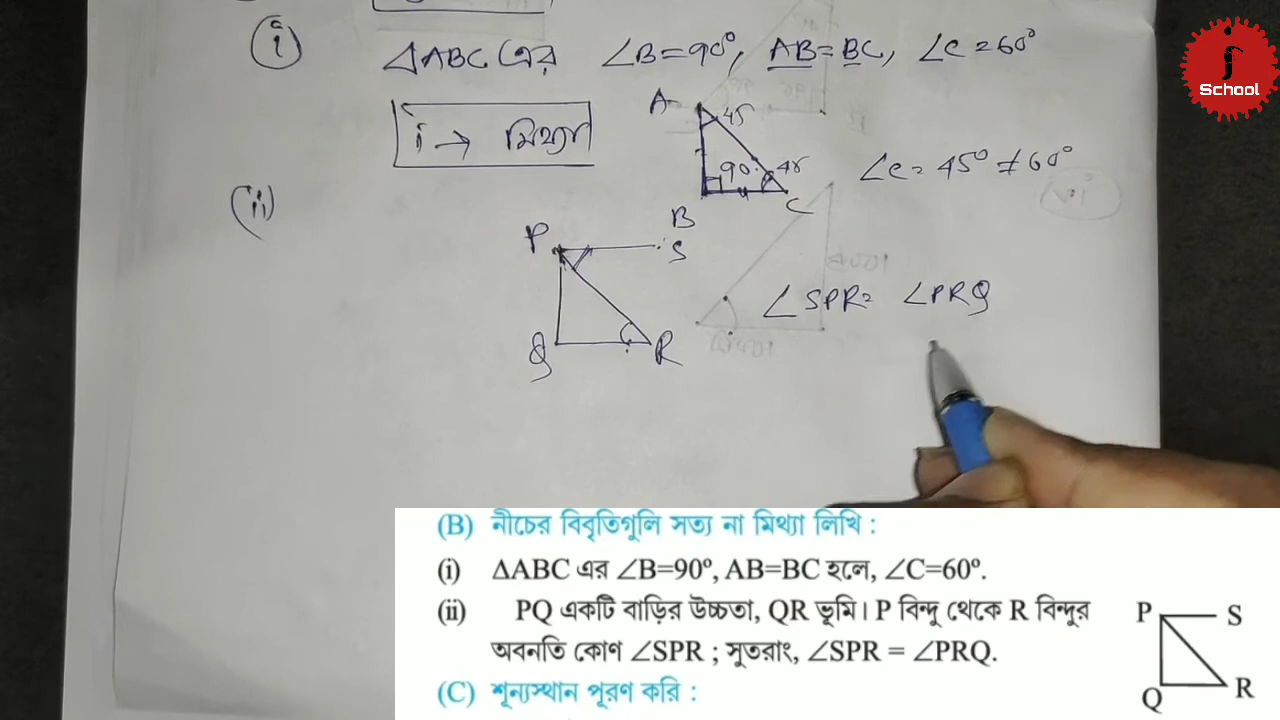 (i) △ABC এর ∠B=90°, AB=BC, ∠C=60°
i → মিথ্যা
A
45
90
45
B
C
∠C=45° ≠ 60°
(ii)
P
S
Q
R
∠SPR= ∠PRQ
i School
(B) নীচের বিবৃতিগুলি সত্য না মিথ্যা লিখি :
(i) ΔABC এর ∠B=90°, AB=BC হলে, ∠C=60°.
(ii) PQ একটি বাড়ির উচ্চতা, QR ভূমি। P বিন্দু থেকে R বিন্দুর
অবনতি কোণ ∠SPR ; সুতরাং, ∠SPR = ∠PRQ.
P
S
Q
R
(C) শূন্যস্থান পূরণ করি :